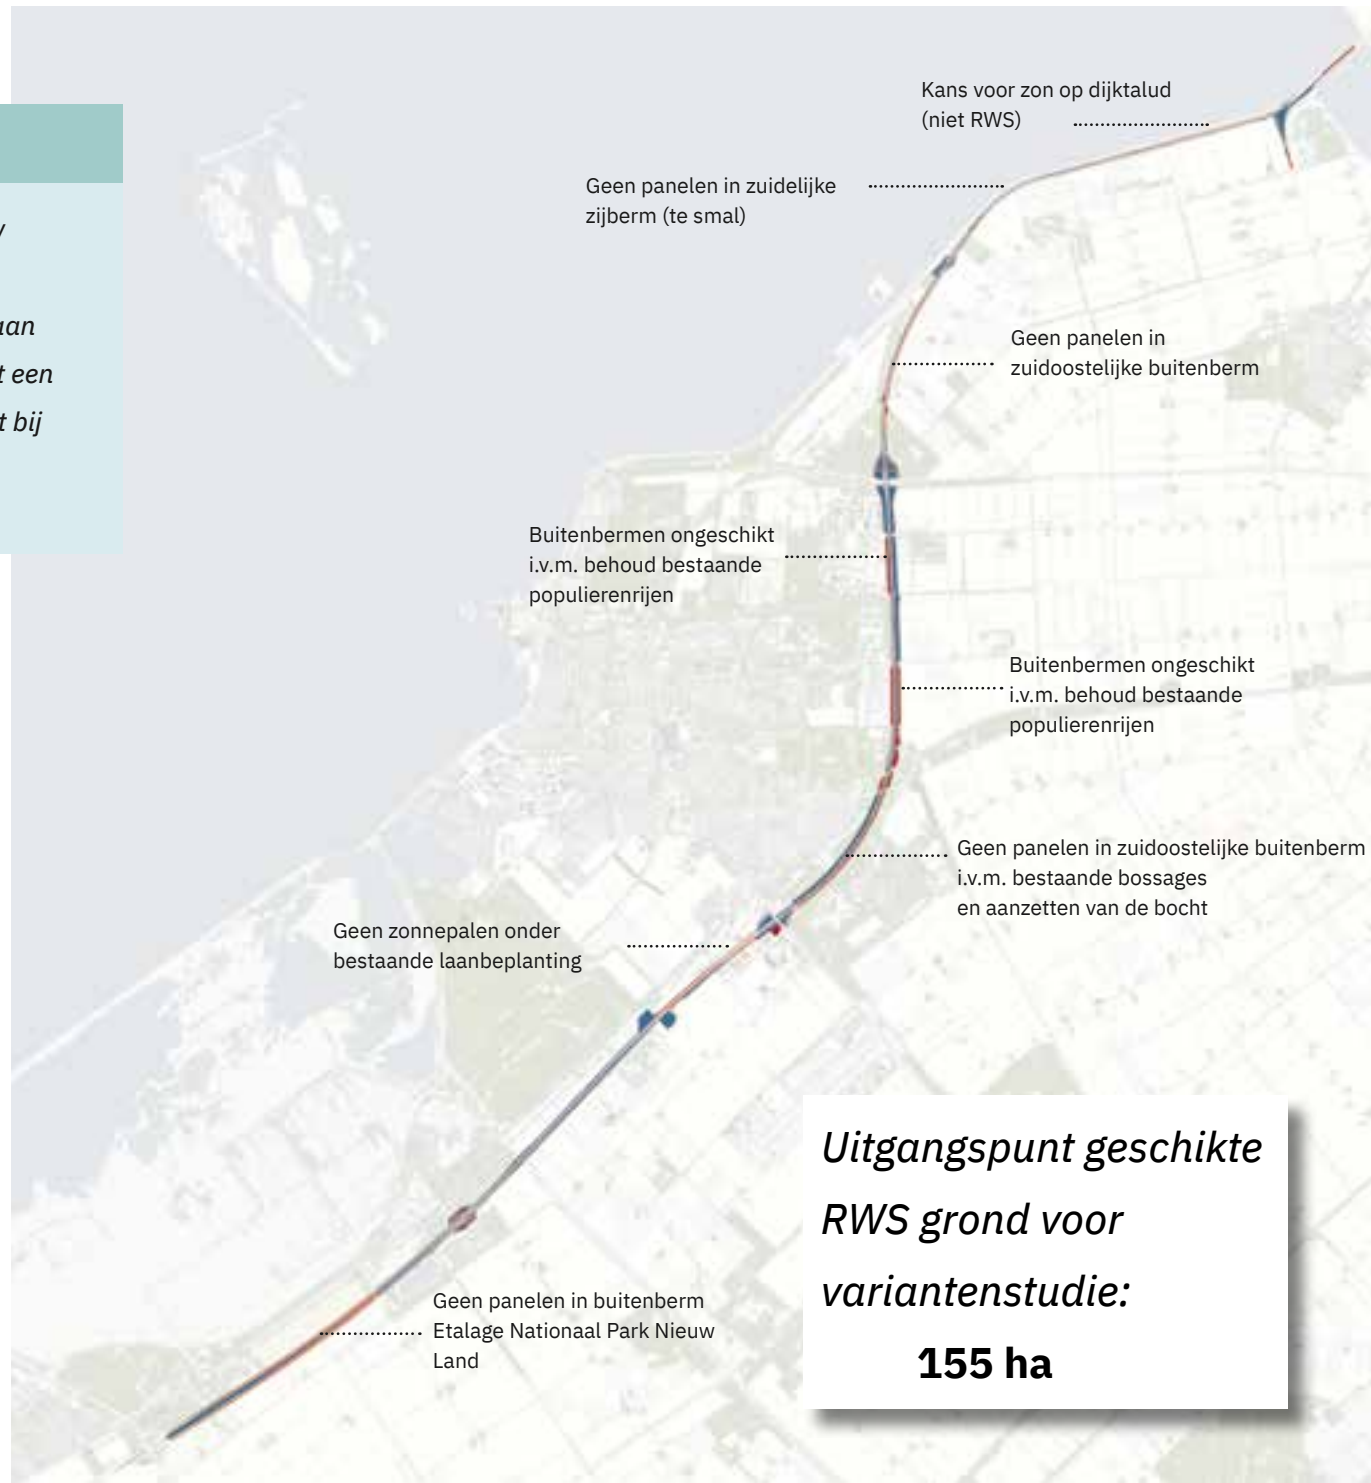 Kans voor zon op dijktalud
(niet RWS)
Geen panelen in zuidelijke
zijberm (te smal)
Geen panelen in
zuidoostelijke buitenberm
een
bij
Buitenbermen ongeschikt
i.v.m. behoud bestaande
populierenrijen
Buitenbermen ongeschikt
i.v.m. behoud bestaande
populierenrijen
Geen panelen in zuidoostelijke buitenberm
i.v.m. bestaande bossages
en aanzetten van de bocht
Geen zonnepalen onder
bestaande laanbeplanting
Geen panelen in buitenberm
Etalage Nationaal Park Nieuw
Land
Uitgangspunt geschikte
RWS grond voor
variantenstudie:
155 ha